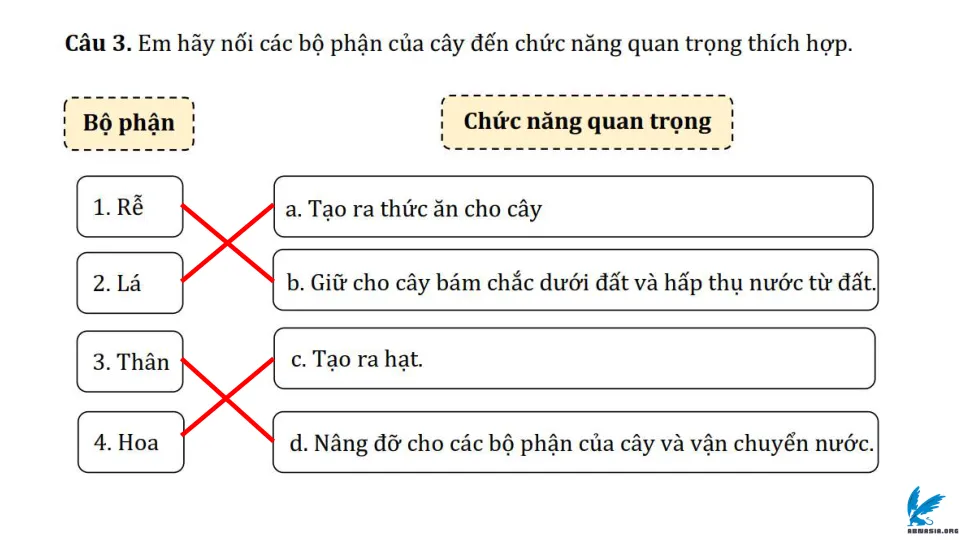 Câu 3. Em hãy nối các bộ phận của cây đến chức năng quan trọng thích hợp.
Bộ phận
Chức năng quan trọng
1. Rễ
a. Tạo ra thức ăn cho cây
2. Lá
b. Giữ cho cây bám chắc dưới đất và hấp thụ nước từ đất.
3. Thân
c. Tạo ra hạt.
4. Hoa
d. Nâng đỡ cho các bộ phận của cây và vận chuyển nước.
ABMASIA.ORG